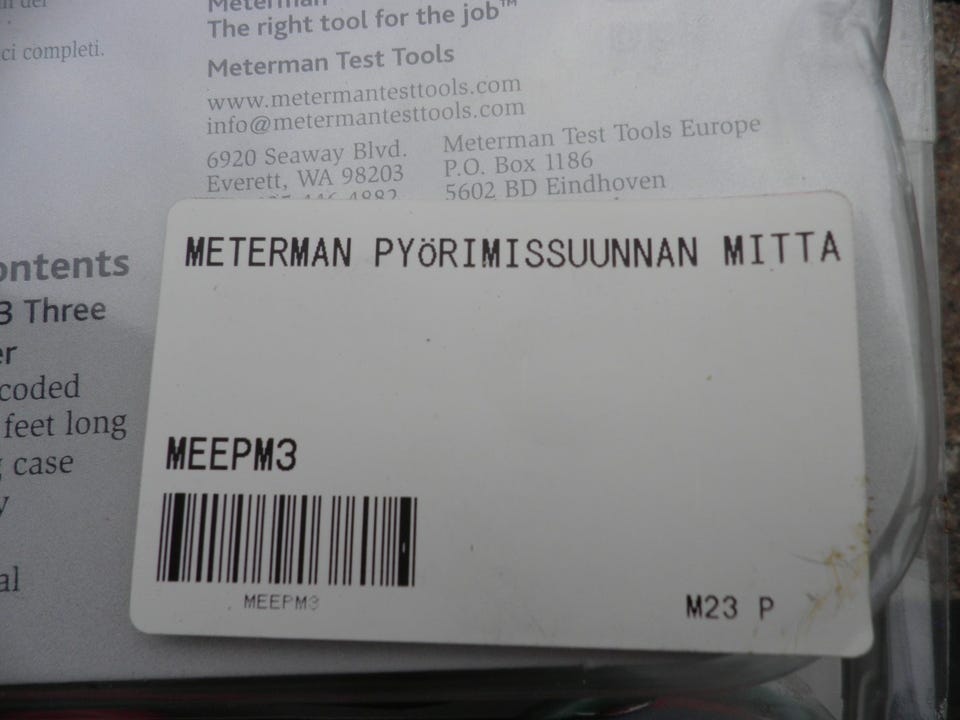 ci completi.
Meterman
The right tool for the job™
Meterman Test Tools
www.metermantesttools.com
info@metermantesttools.com
6920 Seaway Blvd.
Everett, WA 98203
Meterman Test Tools Europe
P.O. Box 1186
5602 BD Eindhoven
ontents
3 Three
er
coded
feet long
case
y
al
METERMAN PYöRIMISSUUNNAN MITTA
MEEPM3
MEEPM3
M23 P